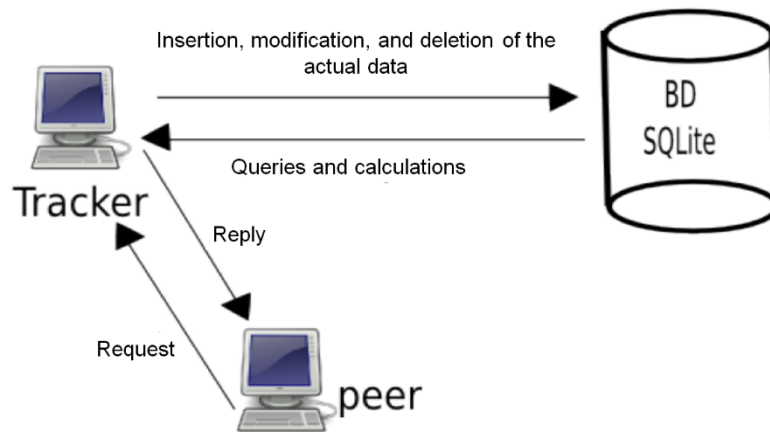 Insertion, modification, and deletion of the
actual data
BD
SQLite
Queries and calculations
Tracker
Reply
Request
peer